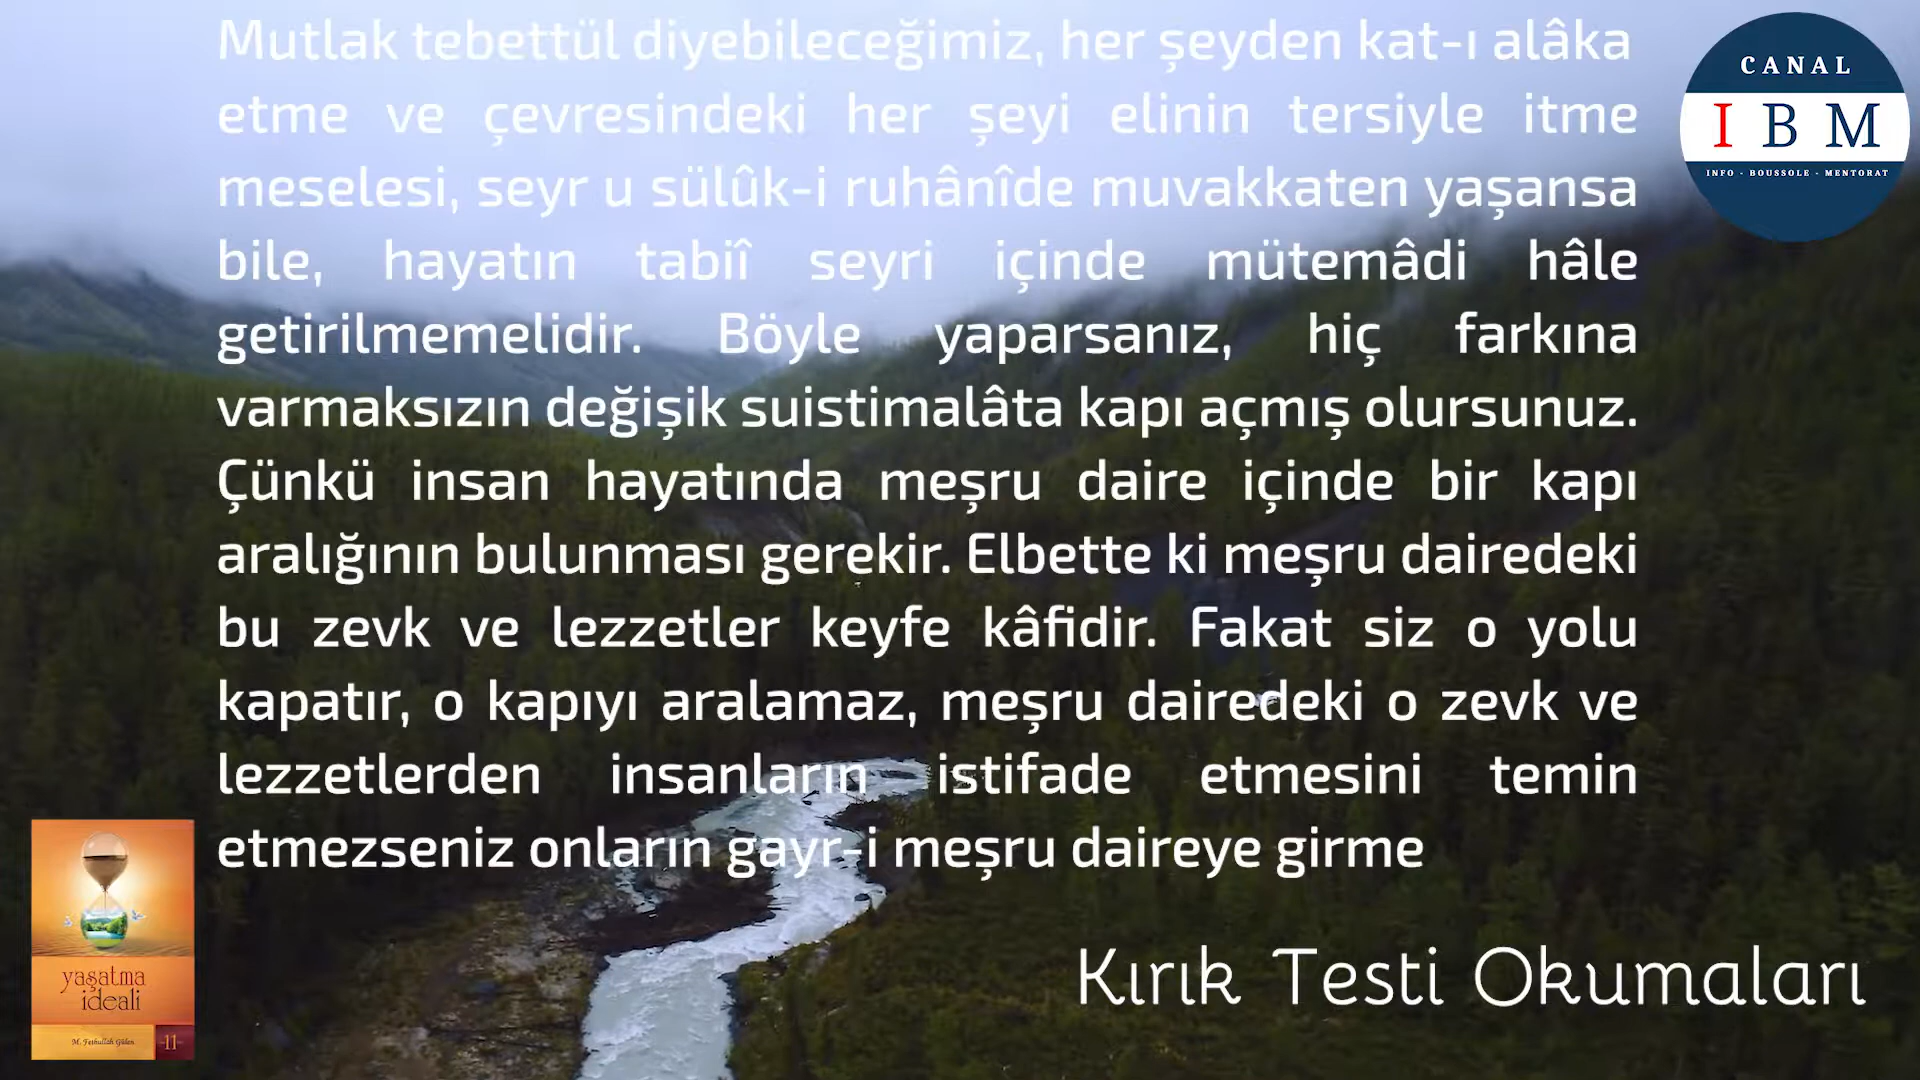 Mutlak tebettül diyebileceğimiz, her şeyden kat-ı alâka
etme ve çevresindeki her şeyi elinin tersiyle itme
meselesi, seyr u sülûk-i ruhânîde muvakkaten yaşansa
bile, hayatın tabiî seyri içinde mütemâdi hâle
getirilmemelidir. Böyle yaparsanız, hiç farkına
varmaksızın değişik suistimalâta kapı açmış olursunuz.
Çünkü insan hayatında meşru daire içinde bir kapı
aralığının bulunması gerekir. Elbette ki meşru dairedeki
bu zevk ve lezzetler keyfe kâfidir. Fakat siz o yolu
kapatır, o kapıyı aralamaz, meşru dairedeki o zevk ve
lezzetlerden insanların istifade etmesini temin
etmezseniz onların gayr-i meşru daireye girme
CANAL
I B M
INFO - BOUSSOLE - MENTORAT
yaşatma
ideali
M. Fethullah Gülen
-11-
Kırık Testi Okumaları